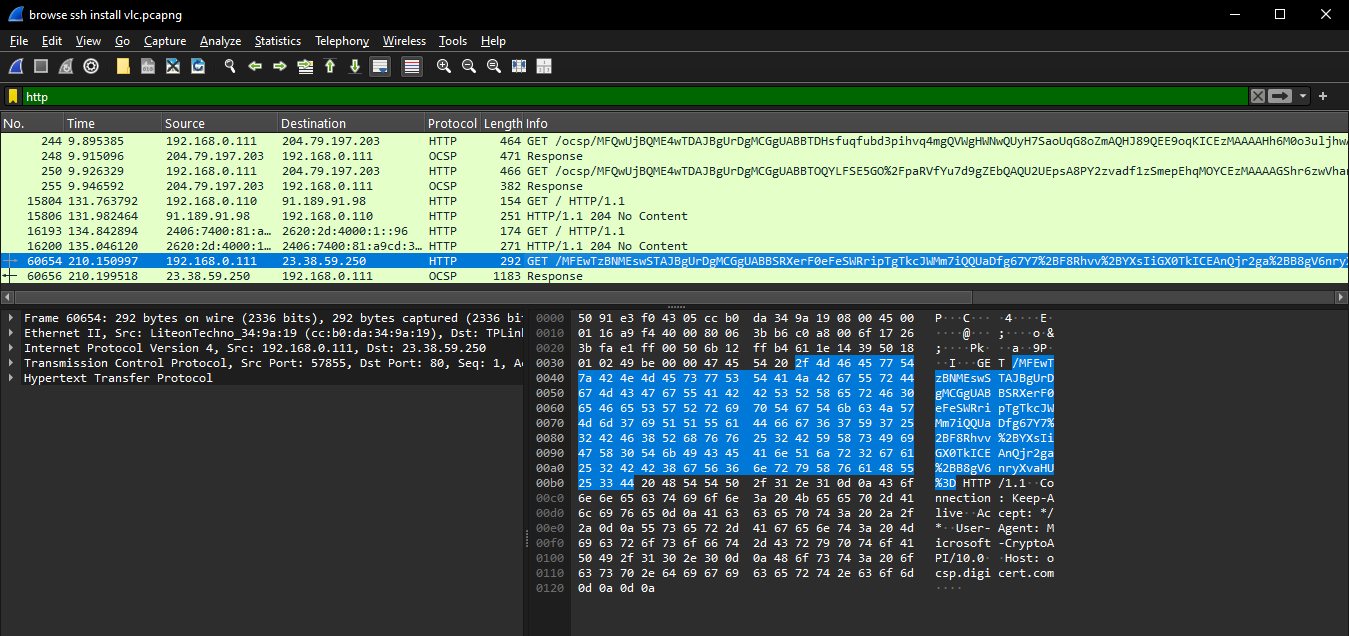 browse ssh install vlc.pcapng
File Edit View Go Capture Analyze Statistics Telephony Wireless Tools Help
http
No. Time Source Destination Protocol Length Info
244 9.895385 192.168.0.111 204.79.197.203 HTTP 464 GET /ocsp/MFQwUjBQME4wTDAJBgUrDgMCGgUABBTDHsfuqfubd3pihvq4mgQVWgHWNwQUyH7SaoUqG8oZmAQHJ89QEE9oqKICEzMAAAAHh6M0o3uljhwA
248 9.915096 204.79.197.203 192.168.0.111 OCSP 471 Response
250 9.926329 192.168.0.111 204.79.197.203 HTTP 466 GET /ocsp/MFQwUjBQME4wTDAJBgUrDgMCGgUABBTOQYLFSE5GO%2FpaRVfYu7d9gZEbQAQU2UEpsA8PY2zvadf1zSmepEhqMOYCEzMAAAAGShr6zwVhan
255 9.946592 204.79.197.203 192.168.0.111 OCSP 382 Response
15804 131.763792 192.168.0.110 91.189.91.98 HTTP 154 GET / HTTP/1.1
15806 131.982464 91.189.91.98 192.168.0.110 HTTP 251 HTTP/1.1 204 No Content
16193 134.842894 2406:7400:81:a… 2620:2d:4000:1::96 HTTP 174 GET / HTTP/1.1
16200 135.046120 2620:2d:4000:1… 2406:7400:81:a9cd:3… HTTP 271 HTTP/1.1 204 No Content
60654 210.150997 192.168.0.111 23.38.59.250 HTTP 292 GET /MFEwTzBNMEswSTAJBgUrDgMCGgUABBSRXerF0eFeSWRripTgTkcJWMm7iQQUaDfg67Y7%2BF8Rhvv%2BYXsIiGX0TkICEAnQjr2ga%2BB8gV6nryX
60656 210.199518 23.38.59.250 192.168.0.111 OCSP 1183 Response
Frame 60654: 292 bytes on wire (2336 bits), 292 bytes captured (2336 bi
Ethernet II, Src: LiteonTechno_34:9a:19 (cc:b0:da:34:9a:19), Dst: TPLin
Internet Protocol Version 4, Src: 192.168.0.111, Dst: 23.38.59.250
Transmission Control Protocol, Src Port: 57855, Dst Port: 80, Seq: 1, A
Hypertext Transfer Protocol
0000 50 91 e3 f0 43 05 cc b0 da 34 9a 19 08 00 45 00 P···C··· ·4····E·
0010 01 16 a9 f4 40 00 80 06 3b b6 c0 a8 00 6f 17 26 ····@··· ;····o·&
0020 3b fa e1 ff 00 50 6b 12 ff b4 61 1e 14 39 50 18 ;····Pk· ··a··9P·
0030 01 02 49 be 00 00 47 45 54 20 2f 4d 46 45 77 54 ··I···GE T /MFEwT
0040 7a 42 4e 4d 45 73 77 53 54 41 4a 42 67 55 72 44 zBNMEswS TAJBgUrD
0050 67 4d 43 47 67 55 41 42 42 53 52 58 65 72 46 30 gMCGgUAB BSRXerF0
0060 65 46 65 53 57 52 72 69 70 54 67 54 6b 63 4a 57 eFeSWRri pTgTkcJW
0070 4d 6d 37 69 51 51 55 61 44 66 67 36 37 59 37 25 Mm7iQQUa Dfg67Y7%
0080 32 42 46 38 52 68 76 76 25 32 42 59 58 73 49 69 2BF8Rhvv %2BYXsIi
0090 47 58 30 54 6b 49 43 45 41 6e 51 6a 72 32 67 61 GX0TkICE AnQjr2ga
00a0 25 32 42 42 38 67 56 36 6e 72 79 58 76 61 48 55 %2BB8gV6 nryXvaHU
00b0 25 33 44 20 48 54 54 50 2f 31 2e 31 0d 0a 43 6f %3D HTTP /1.1··Co
00c0 6e 6e 65 63 74 69 6f 6e 3a 20 4b 65 65 70 2d 41 nnection : Keep-A
00d0 6c 69 76 65 0d 0a 41 63 63 65 70 74 3a 20 2a 2f live··Ac cept: */
00e0 2a 0d 0a 55 73 65 72 2d 41 67 65 6e 74 3a 20 4d *··User- Agent: M
00f0 69 63 72 6f 73 6f 66 74 2d 43 72 79 70 74 6f 41 icrosoft -CryptoA
0100 50 49 2f 31 30 2e 30 0d 0a 48 6f 73 74 3a 20 6f PI/10.0· ·Host: o
0110 63 73 70 2e 64 69 67 69 63 65 72 74 2e 63 6f 6d csp.digi cert.com
0120 0d 0a 0d 0a ····